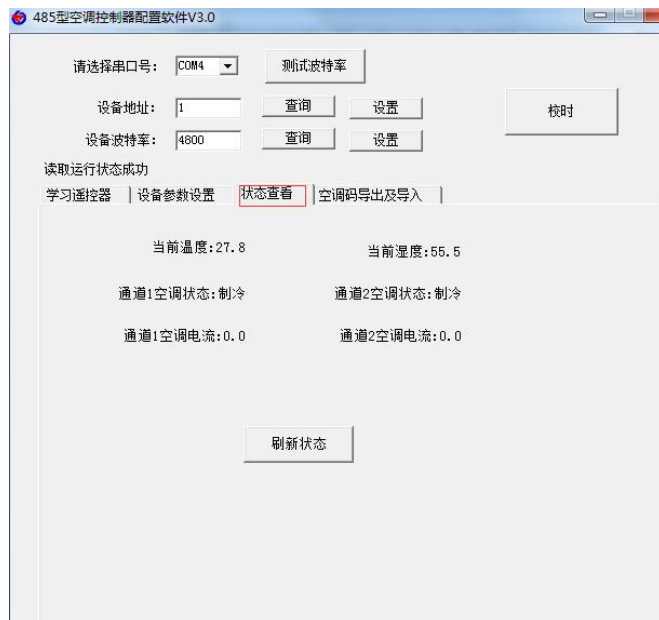 485型空调控制器配置软件V3.0
请选择串口号: COM4 测试波特率
设备地址: 1 查询 设置 校时
设备波特率: 4800 查询 设置
读取运行状态成功
学习遥控器 设备参数设置 状态查看 空调码导出及导入
当前温度:27.8 当前湿度:55.5
通道1空调状态:制冷 通道2空调状态:制冷
通道1空调电流:0.0 通道2空调电流:0.0
刷新状态